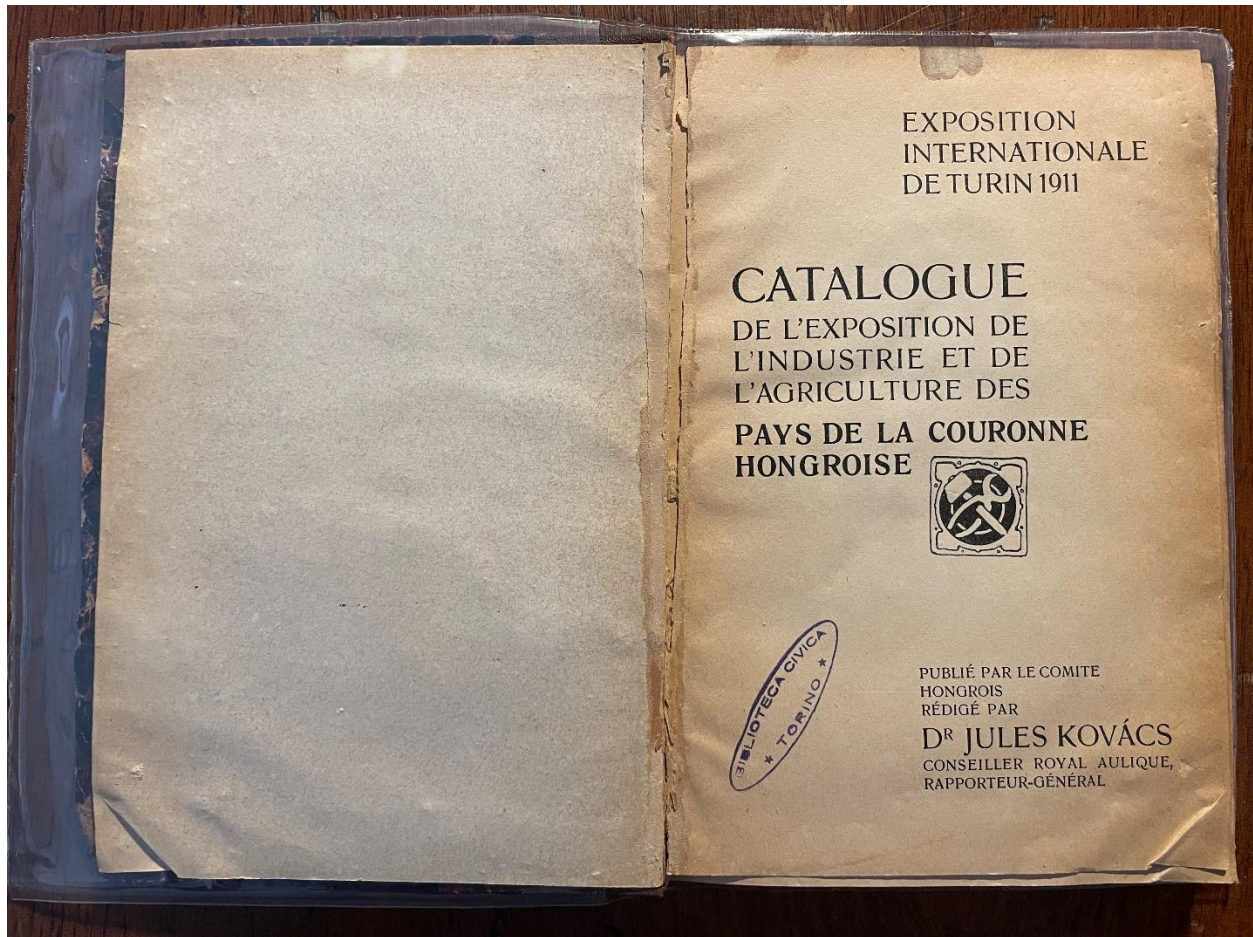 EXPOSITION
INTERNATIONALE
DE TURIN 1911
CATALOGUE
DE L'EXPOSITION DE
L'INDUSTRIE ET DE
L'AGRICULTURE DES
PAYS DE LA COURONNE
HONGROISE
BIBLIOTECA CIVICA
* TORINO *
PUBLIÉ PAR LE COMITE
HONGROIS
RÉDIGÉ PAR
DR JULES KOVÁCS
CONSEILLER ROYAL AULIQUE,
RAPPORTEUR-GÉNÉRAL